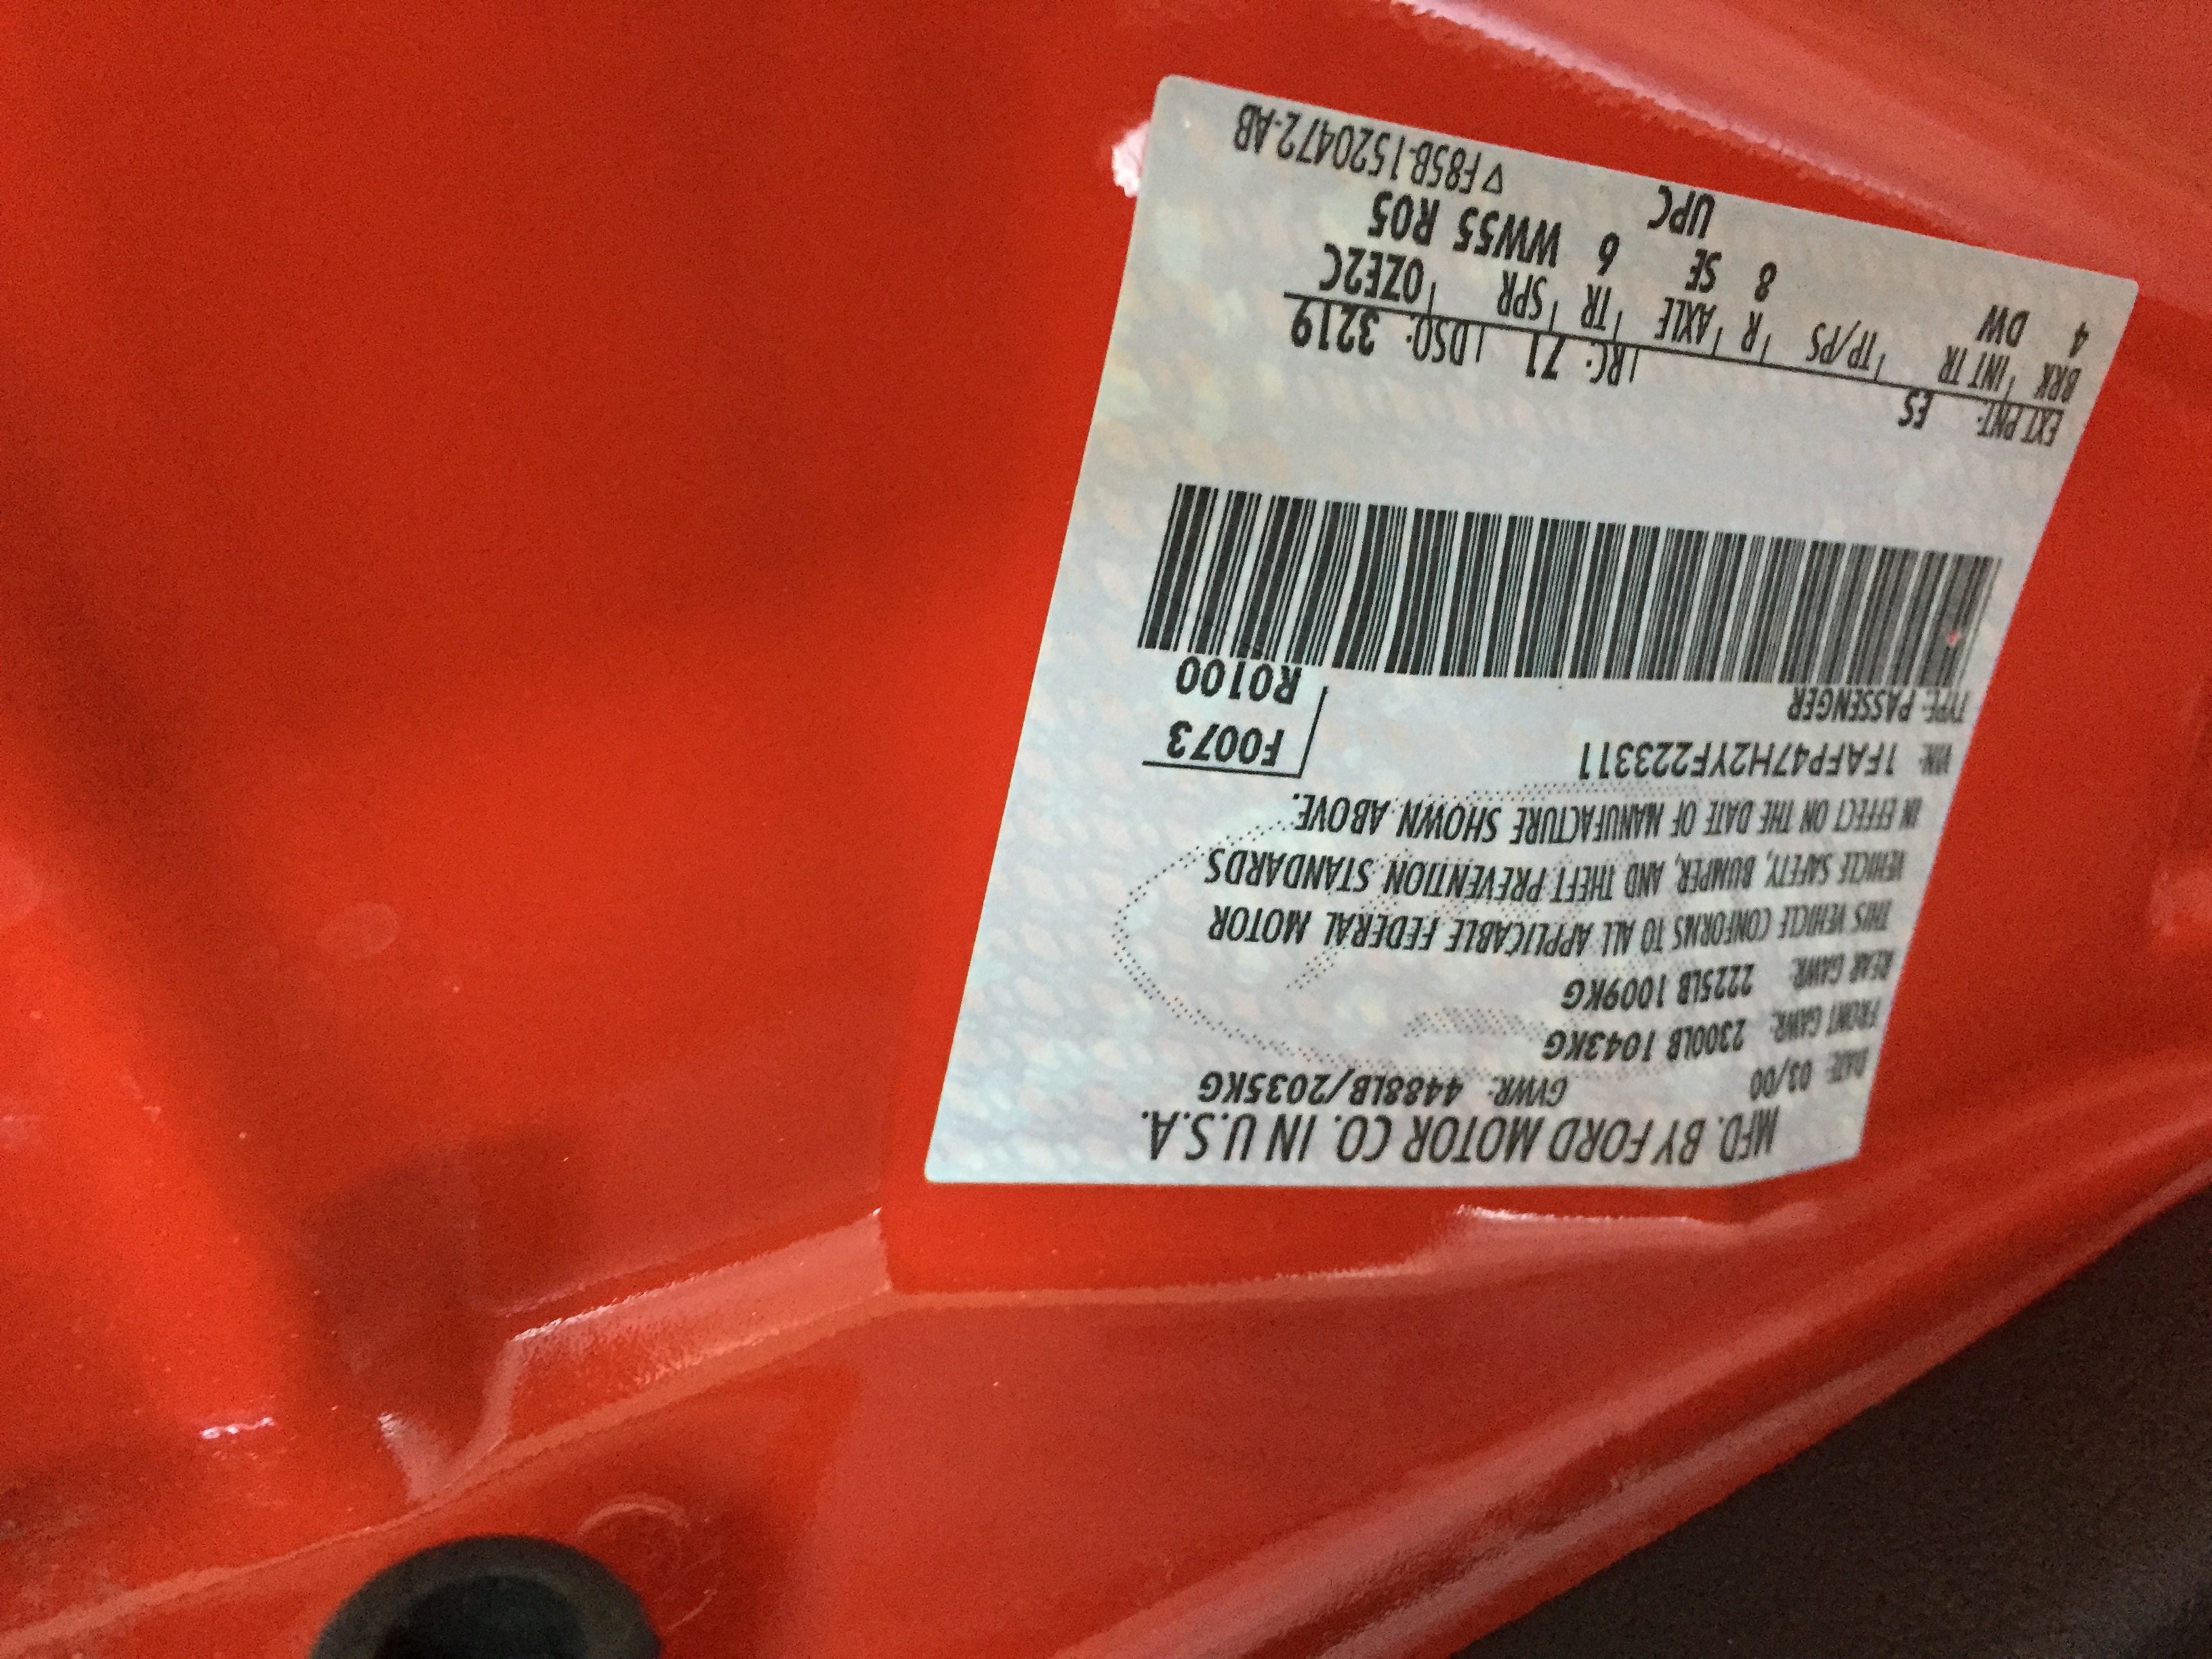 MFD. BY FORD MOTOR CO. IN U.S.A.
DATE: 03/00 GVWR: 4488LB/2035KG
FRONT GAWR: 2300LB 1043KG
REAR GAWR: 2225LB 1009KG
THIS VEHICLE CONFORMS TO ALL APPLICABLE FEDERAL MOTOR
VEHICLE SAFETY, BUMPER, AND THEFT PREVENTION STANDARDS
IN EFFECT ON THE DATE OF MANUFACTURE SHOWN ABOVE.
VIN: 1FAFP47H2YF223311 F0073
TYPE: PASSENGER R0100
EXT PNT: ES RC: 71 DSO: 3219
BRK INT TR TP/PS R AXLE TR SPR OZE2C
4 DW 8 SE 6 WW55 R05
UPC ▽ F85B-1520472-AB